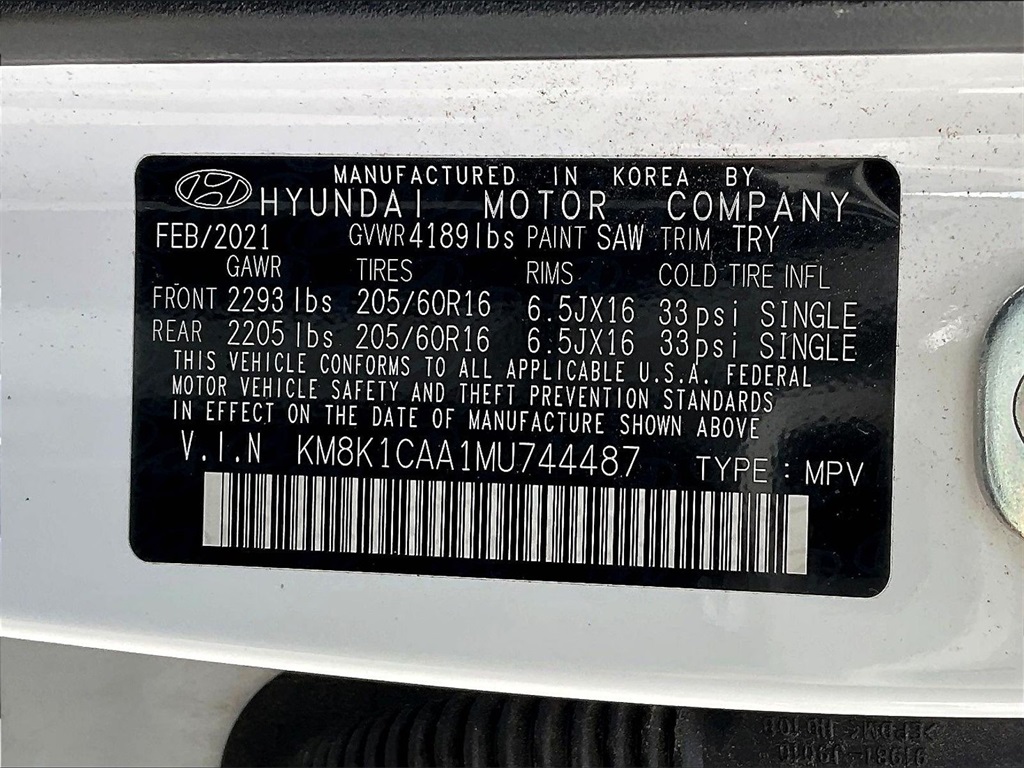 MANUFACTURED IN KOREA BY
HYUNDAI MOTOR COMPANY
FEB/2021 GVWR 4189lbs PAINT SAW TRIM TRY
GAWR TIRES RIMS COLD TIRE INFL
FRONT 2293 lbs 205/60R16 6.5JX16 33psi SINGLE
REAR 2205 lbs 205/60R16 6.5JX16 33psi SINGLE
THIS VEHICLE CONFORMS TO ALL APPLICABLE U.S.A. FEDERAL
MOTOR VEHICLE SAFETY AND THEFT PREVENTION STANDARDS
IN EFFECT ON THE DATE OF MANUFACTURE SHOWN ABOVE
V.I.N KM8K1CAA1MU744487 TYPE : MPV